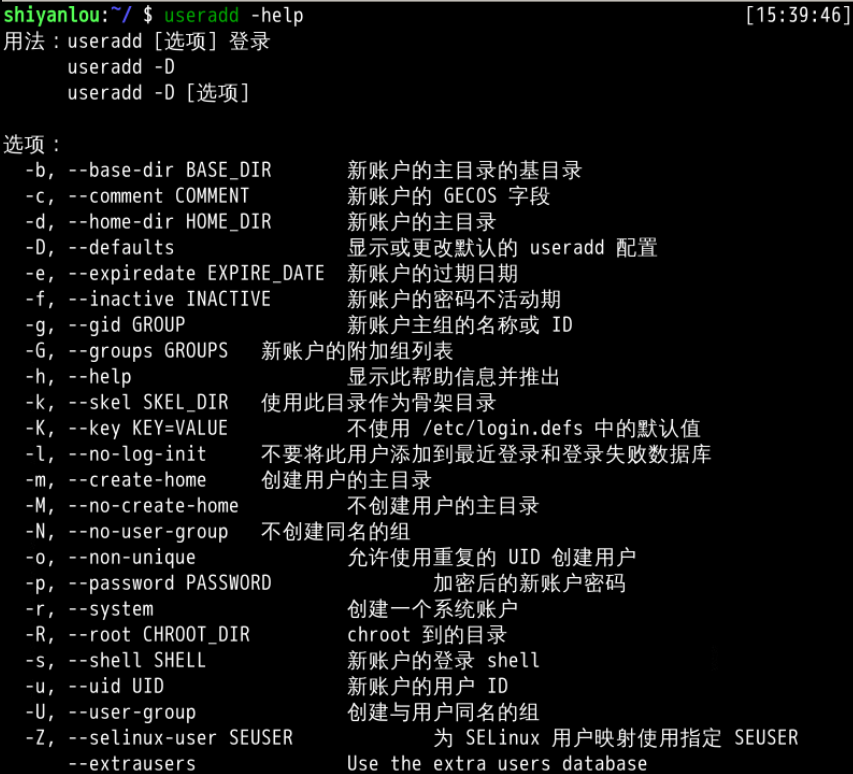 shiyanlou:~/ $ useradd -help [15:39:46]
用法：useradd [选项] 登录
useradd -D
useradd -D [选项]
选项：
-b, --base-dir BASE_DIR 新账户的主目录的基目录
-c, --comment COMMENT 新账户的 GECOS 字段
-d, --home-dir HOME_DIR 新账户的主目录
-D, --defaults 显示或更改默认的 useradd 配置
-e, --expiredate EXPIRE_DATE 新账户的过期日期
-f, --inactive INACTIVE 新账户的密码不活动期
-g, --gid GROUP 新账户主组的名称或 ID
-G, --groups GROUPS 新账户的附加组列表
-h, --help 显示此帮助信息并推出
-k, --skel SKEL_DIR 使用此目录作为骨架目录
-K, --key KEY=VALUE 不使用 /etc/login.defs 中的默认值
-l, --no-log-init 不要将此用户添加到最近登录和登录失败数据库
-m, --create-home 创建用户的主目录
-M, --no-create-home 不创建用户的主目录
-N, --no-user-group 不创建同名的组
-o, --non-unique 允许使用重复的 UID 创建用户
-p, --password PASSWORD 加密后的新账户密码
-r, --system 创建一个系统账户
-R, --root CHROOT_DIR chroot 到的目录
-s, --shell SHELL 新账户的登录 shell
-u, --uid UID 新账户的用户 ID
-U, --user-group 创建与用户同名的组
-Z, --selinux-user SEUSER 为 SELinux 用户映射使用指定 SEUSER
--extrausers Use the extra users database